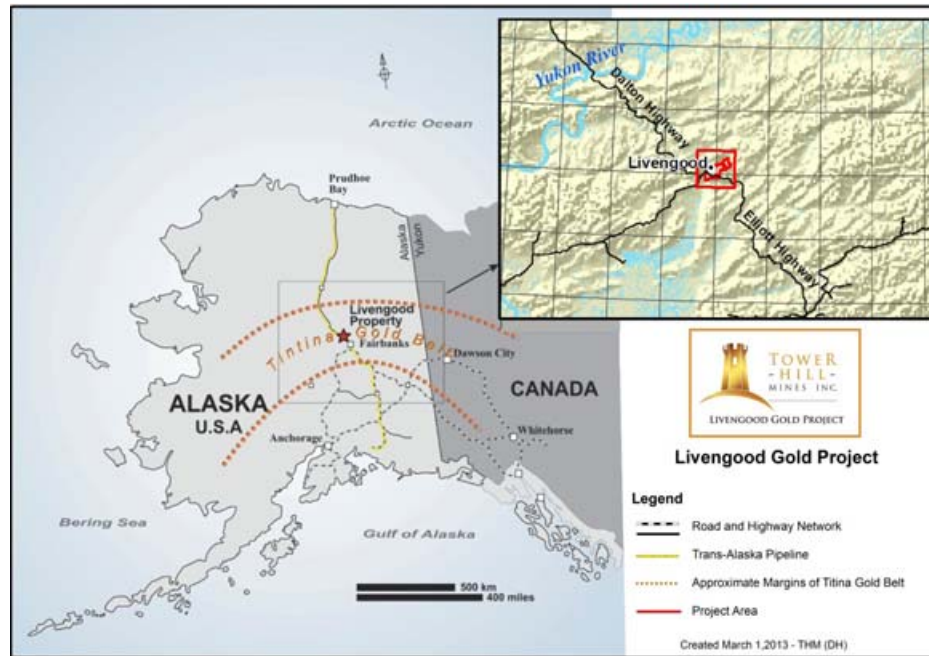 Arctic Ocean
Prudhoe
Bay
Alaska
Yukon
Livengood
Property
Tintina Gold Belt
Fairbanks
Dawson City
ALASKA
U.S.A
CANADA
Anchorage
Whitehorse
Bering Sea
Gulf of Alaska
500 km
400 miles
Yukon River
Dalton Highway
Livengood
Elliott Highway
TOWER
HILL
MINES INC.
LIVENGOOD GOLD PROJECT
Livengood Gold Project
Legend
Road and Highway Network
Trans-Alaska Pipeline
Approximate Margins of Titina Gold Belt
Project Area
Created March 1,2013 - THM (DH)